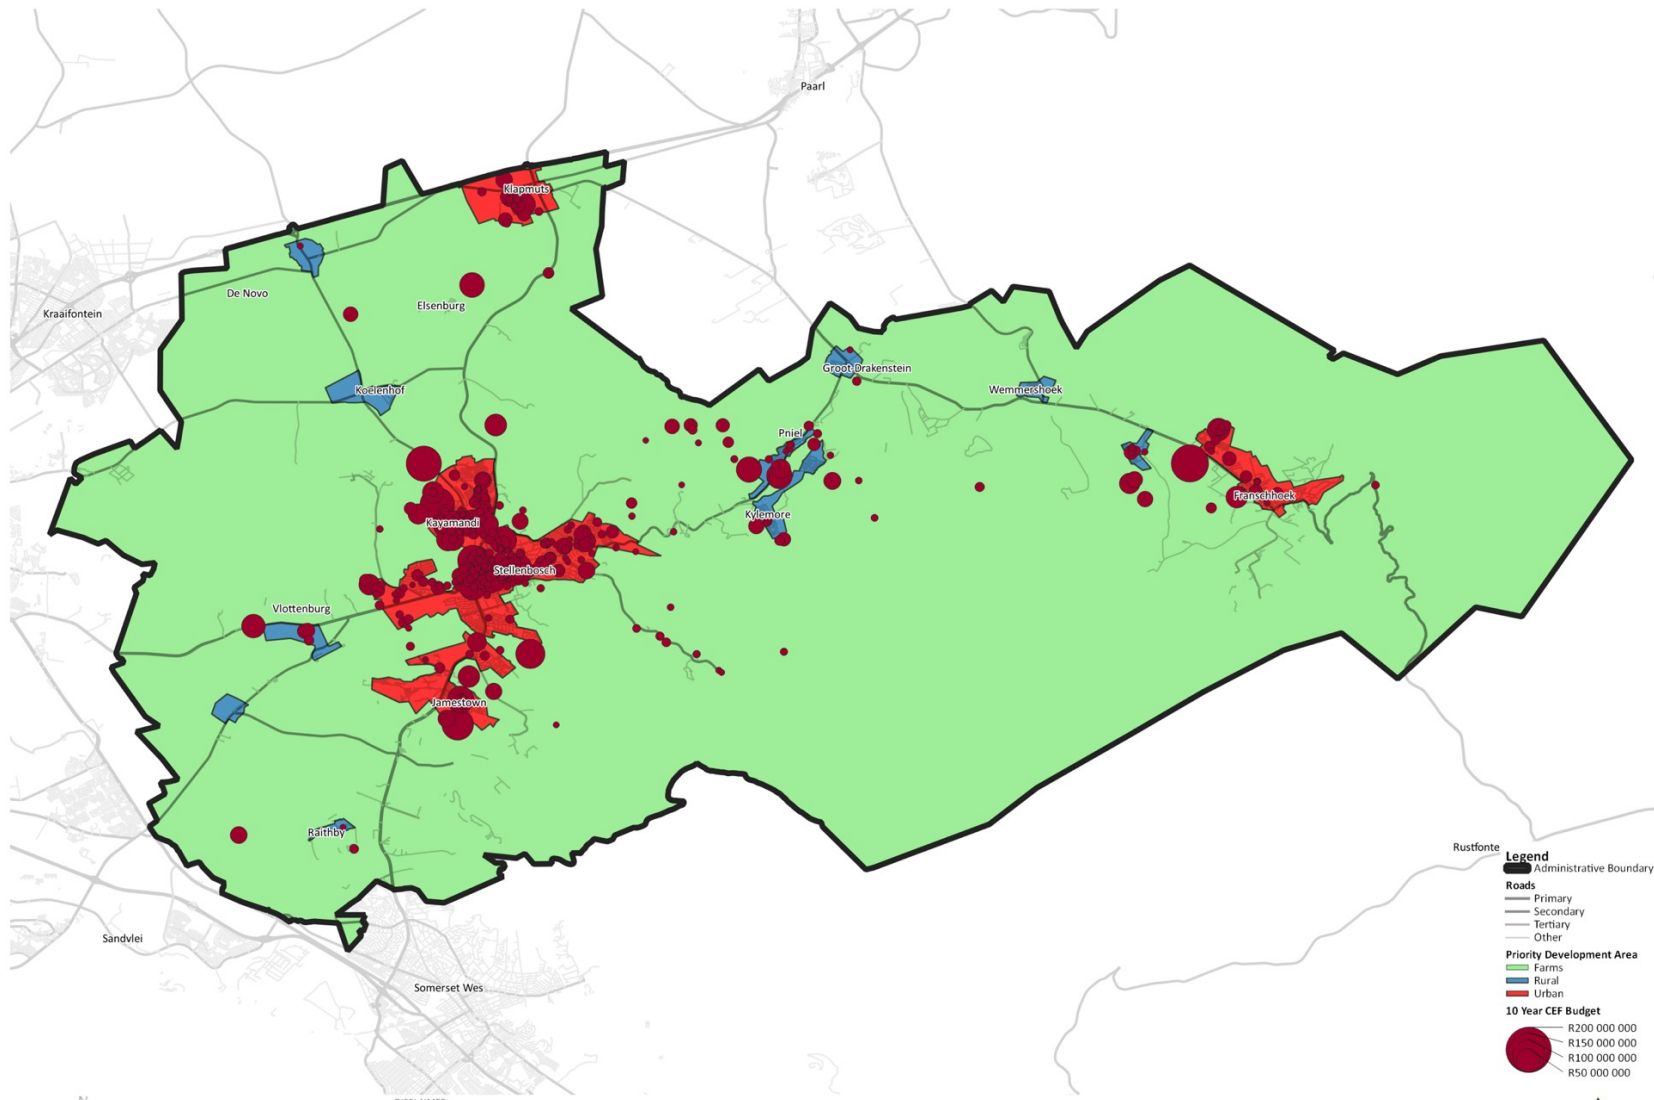 Paarl
Klapmuts
De Novo
Elsenburg
Kraaifontein
Groot Drakenstein
Koelenhof
Wemmershoek
Pniel
Franschhoek
Kylemore
Kayamandi
Stellenbosch
Vlottenburg
Jamestown
Raithby
Rustfonte
Sandvlei
Somerset Wes
Legend
Administrative Boundary
Roads
Primary
Secondary
Tertiary
Other
Priority Development Area
Farms
Rural
Urban
10 Year CEF Budget
R200 000 000
R150 000 000
R100 000 000
R50 000 000